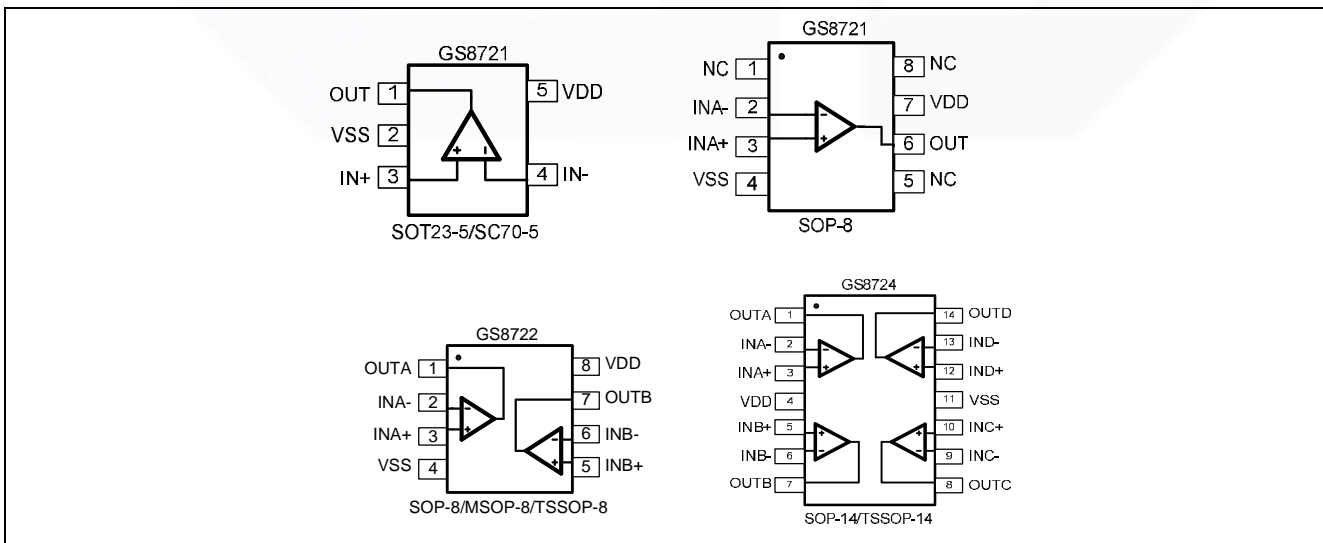 GS8721
OUT 1 5 VDD
VSS 2
IN+ 3 4 IN-
+ -
SOT23-5/SC70-5
GS8721
NC 1 8 NC
INA- 2 - 7 VDD
INA+ 3 + 6 OUT
VSS 4 5 NC
SOP-8
GS8722
OUTA 1 8 VDD
INA- 2 - 7 OUTB
INA+ 3 + - 6 INB-
VSS 4 + 5 INB+
SOP-8/MSOP-8/TSSOP-8
GS8724
OUTA 1 14 OUTD
INA- 2 - - 13 IND-
INA+ 3 + + 12 IND+
VDD 4 11 VSS
INB+ 5 + + 10 INC+
INB- 6 - - 9 INC-
OUTB 7 8 OUTC
SOP-14/TSSOP-14